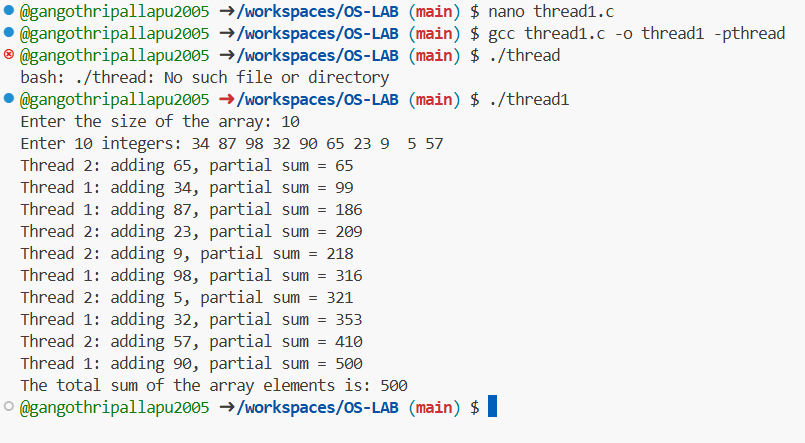 @gangothripallapu2005 ➜/workspaces/OS-LAB (main) $ nano thread1.c
@gangothripallapu2005 ➜/workspaces/OS-LAB (main) $ gcc thread1.c -o thread1 -pthread
@gangothripallapu2005 ➜/workspaces/OS-LAB (main) $ ./thread
bash: ./thread: No such file or directory
@gangothripallapu2005 ➜/workspaces/OS-LAB (main) $ ./thread1
Enter the size of the array: 10
Enter 10 integers: 34 87 98 32 90 65 23 9  5 57
Thread 2: adding 65, partial sum = 65
Thread 1: adding 34, partial sum = 99
Thread 1: adding 87, partial sum = 186
Thread 2: adding 23, partial sum = 209
Thread 2: adding 9, partial sum = 218
Thread 1: adding 98, partial sum = 316
Thread 2: adding 5, partial sum = 321
Thread 1: adding 32, partial sum = 353
Thread 2: adding 57, partial sum = 410
Thread 1: adding 90, partial sum = 500
The total sum of the array elements is: 500
@gangothripallapu2005 ➜/workspaces/OS-LAB (main) $